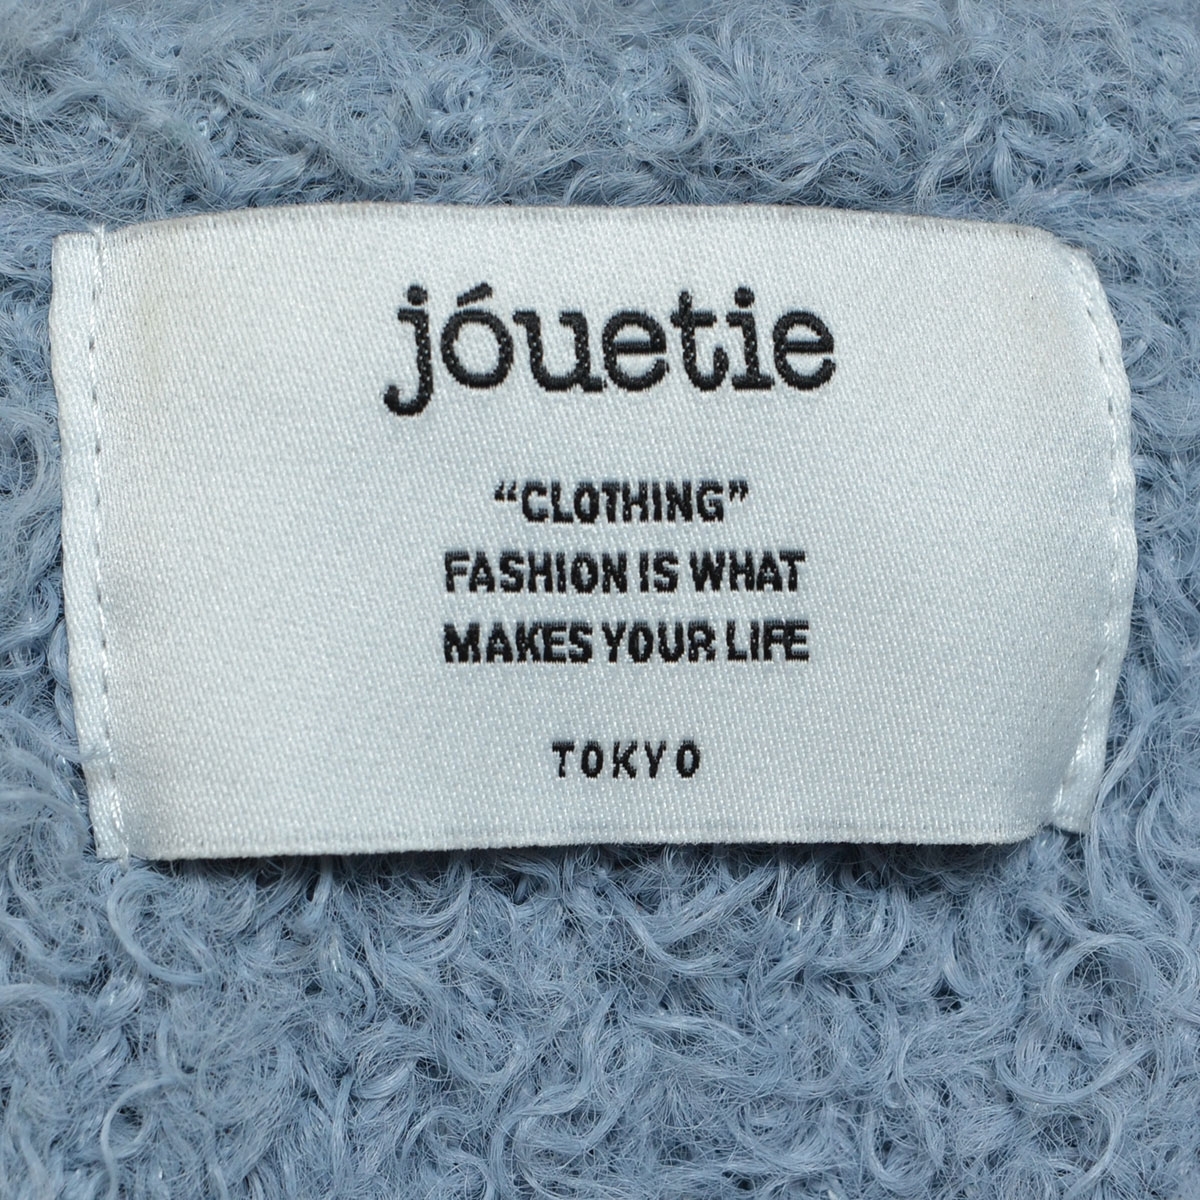 jóuetie
“CLOTHING”
FASHION IS WHAT
MAKES YOUR LIFE
TOKYO